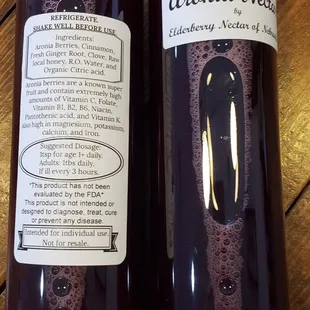 REFRIGERATE
SHAKE WELL BEFORE USE.
Ingredients:
Aronia Berries, Cinnamon,
Fresh Ginger Root, Clove, Raw
local honey, R.O. Water, and
Organic Citric acid.
Aronia berries are a known super
fruit and contain extremely high
amounts of Vitamin C, Folate,
Vitamin B1, B2, B6, Niacin,
Pantothenic acid, and Vitamin K.
Also high in magnesium, potassium,
calcium, and Iron.
Suggested Dosage:
1tsp for age 1+ daily.
Adults: 1tbs daily.
If ill every 3 hours.
*This product has not been
evaluated by the FDA*
This product is not intended or
designed to diagnose, treat, cure
or prevent any disease.
Intended for individual use.
Not for resale.
Aronia Nectar
by
Elderberry Nectar of